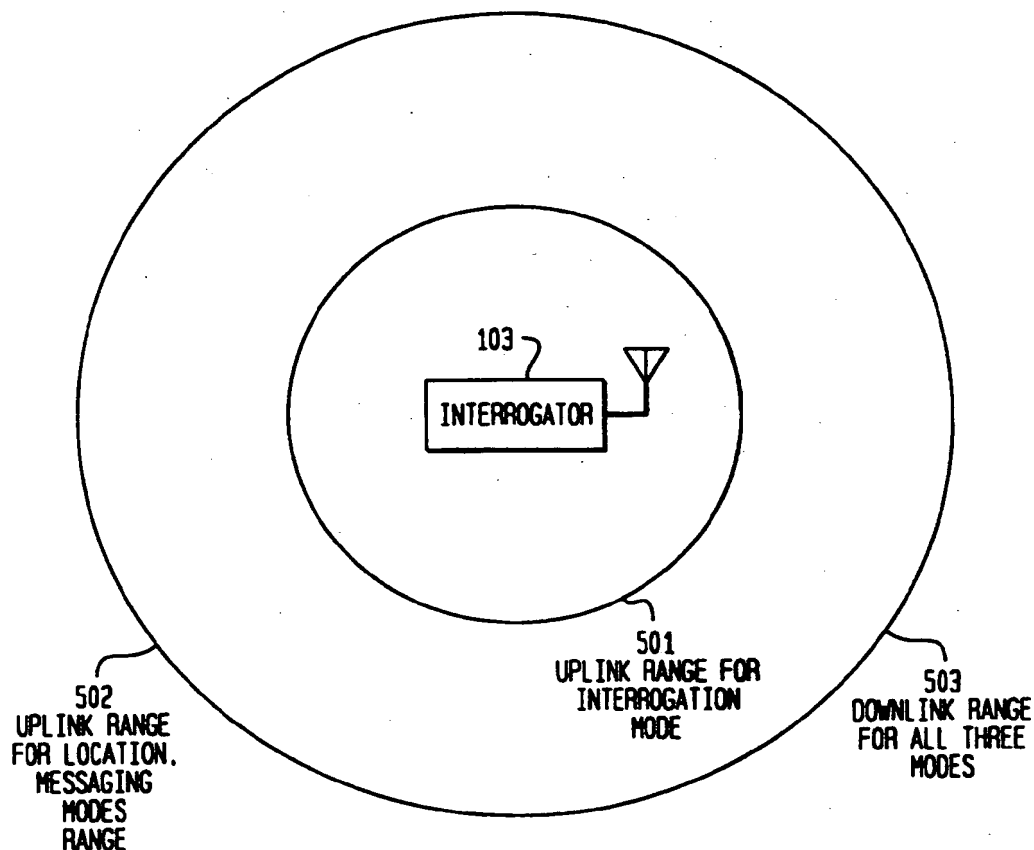 103
INTERROGATOR
501
UPLINK RANGE FOR
INTERROGATION
MODE
502
UPLINK RANGE
FOR LOCATION.
MESSAGING
MODES
RANGE
503
DOWNLINK RANGE
FOR ALL THREE
MODES